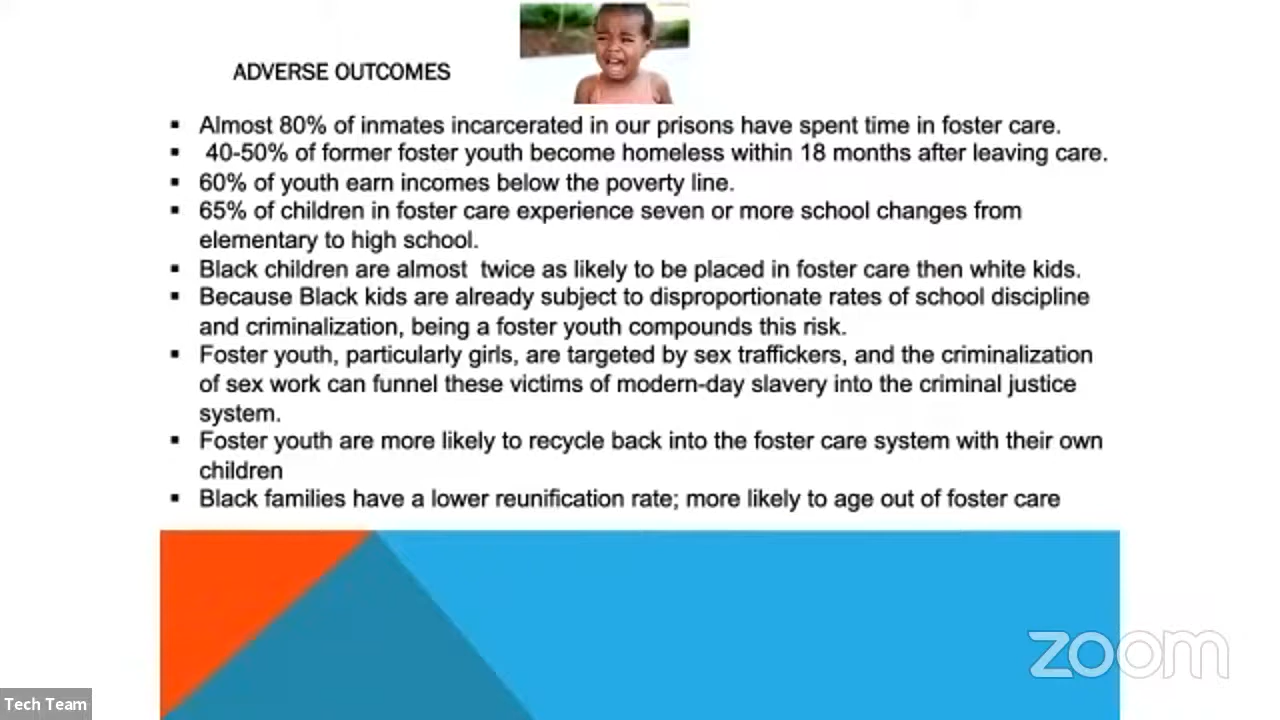 ADVERSE OUTCOMES
▪ Almost 80% of inmates incarcerated in our prisons have spent time in foster care.
▪ 40-50% of former foster youth become homeless within 18 months after leaving care.
▪ 60% of youth earn incomes below the poverty line.
▪ 65% of children in foster care experience seven or more school changes from
elementary to high school.
▪ Black children are almost twice as likely to be placed in foster care then white kids.
▪ Because Black kids are already subject to disproportionate rates of school discipline
and criminalization, being a foster youth compounds this risk.
▪ Foster youth, particularly girls, are targeted by sex traffickers, and the criminalization
of sex work can funnel these victims of modern-day slavery into the criminal justice
system.
▪ Foster youth are more likely to recycle back into the foster care system with their own
children
▪ Black families have a lower reunification rate; more likely to age out of foster care
zoom
Tech Team